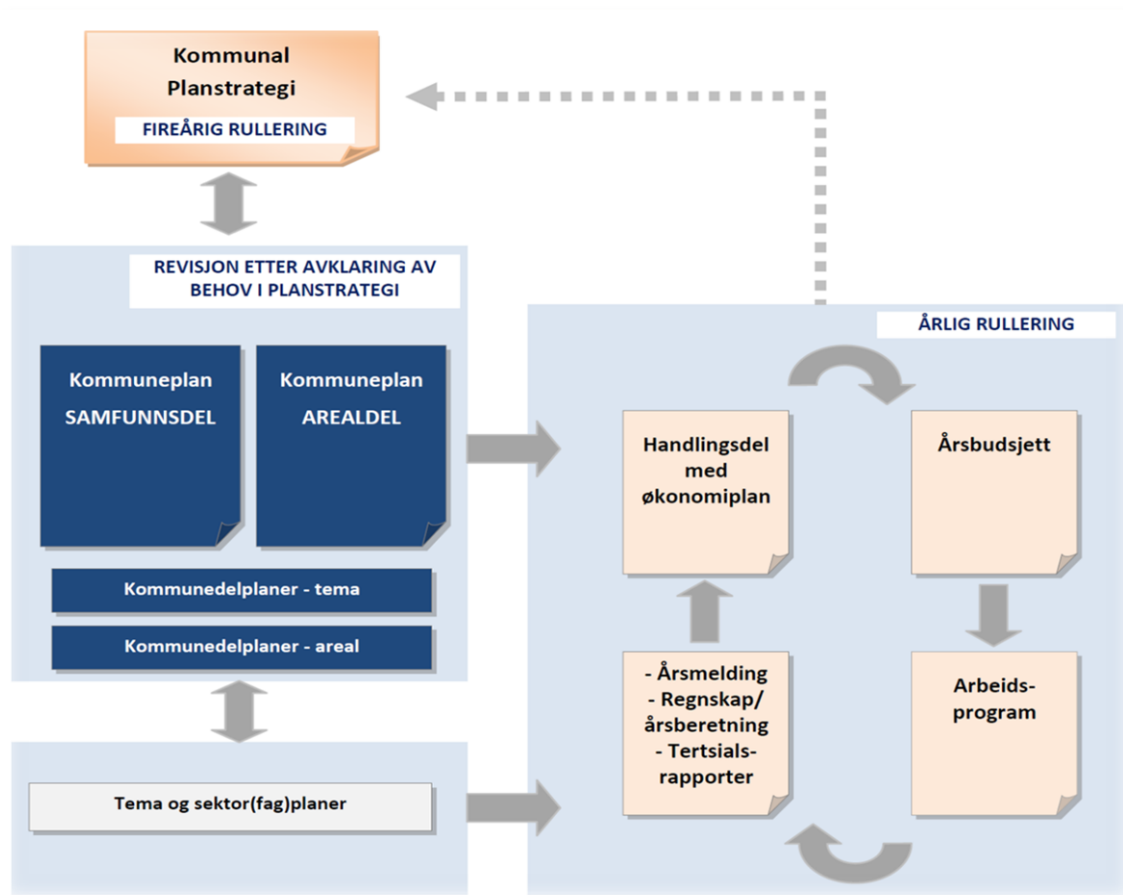 Kommunal
Planstrategi
FIREÅRIG RULLERING
REVISJON ETTER AVKLARING AV
BEHOV I PLANSTRATEGI
Kommuneplan
SAMFUNNSDEL
Kommuneplan
AREALDEL
Kommunedelplaner - tema
Kommunedelplaner - areal
Tema og sektor(fag)planer
ÅRLIG RULLERING
Handlingsdel
med
økonomiplan
Årsbudsjett
- Årsmelding
- Regnskap/
årsberetning
- Tertsials-
rapporter
Arbeids-
program